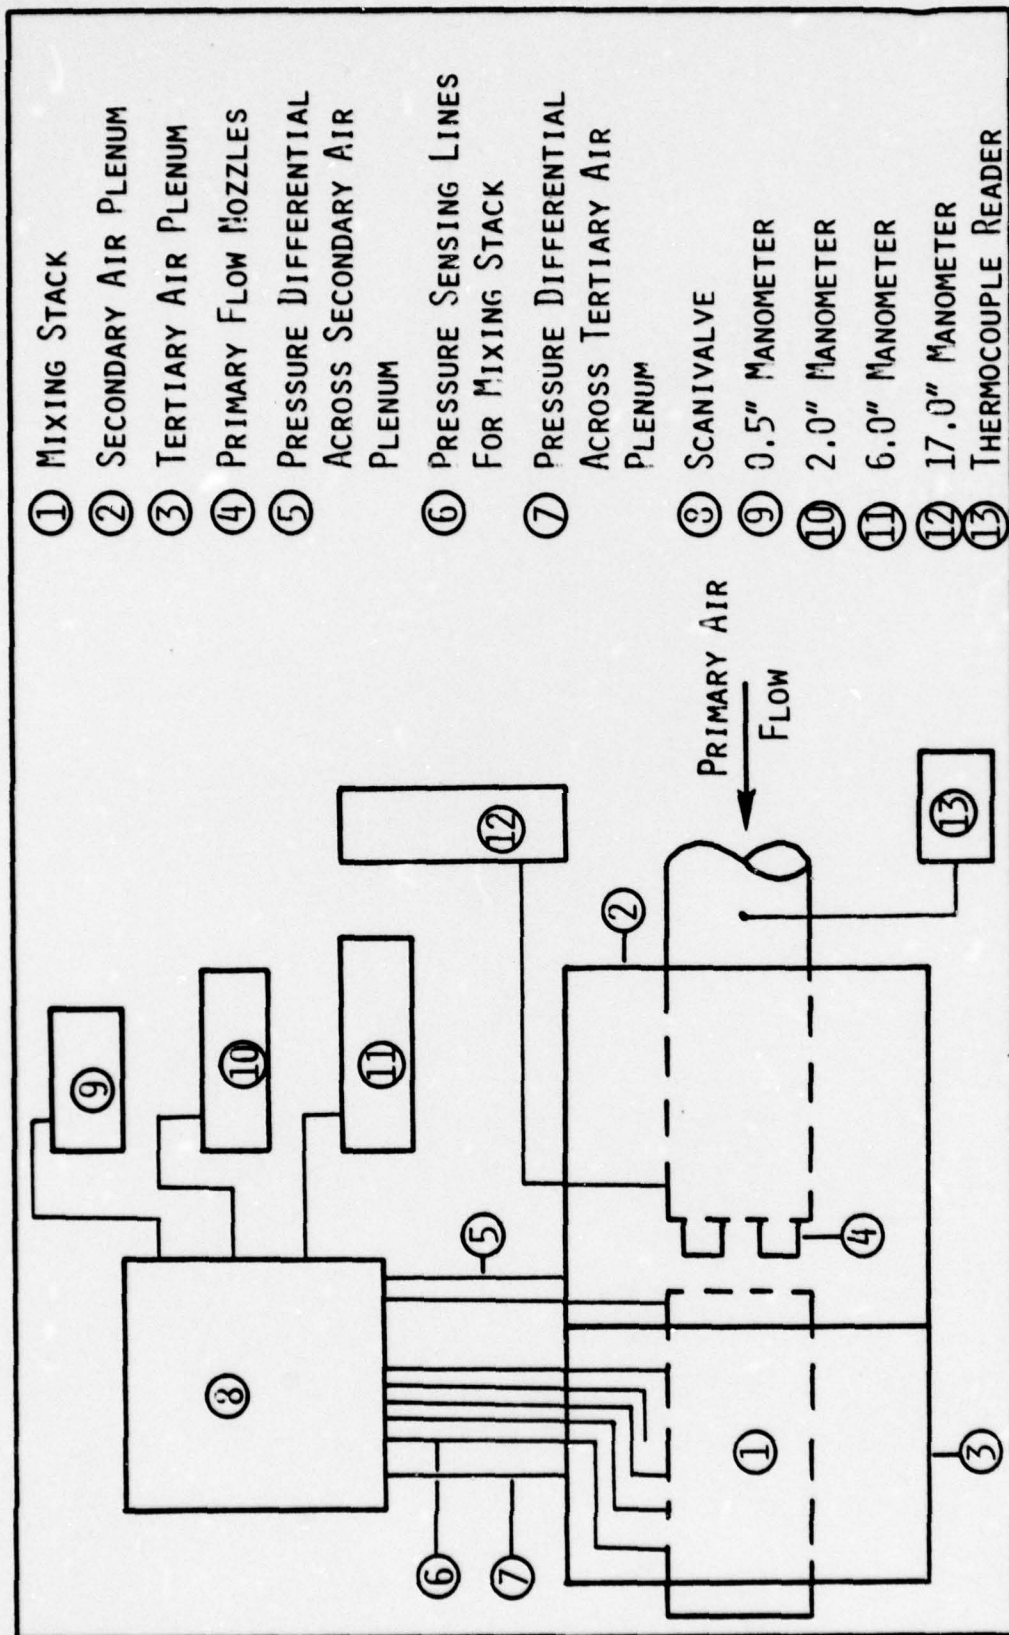 ① MIXING STACK
② SECONDARY AIR PLENUM
③ TERTIARY AIR PLENUM
④ PRIMARY FLOW NOZZLES
⑤ PRESSURE DIFFERENTIAL
ACROSS SECONDARY AIR
PLENUM
⑥ PRESSURE SENSING LINES
FOR MIXING STACK
⑦ PRESSURE DIFFERENTIAL
ACROSS TERTIARY AIR
PLENUM
⑧ SCANIVALVE
⑨ 0.5" MANOMETER
⑩ 2.0" MANOMETER
⑪ 6.0" MANOMETER
⑫ 17.0" MANOMETER
⑬ THERMOCOUPLE READER
⑨
⑩
⑧
⑪
⑫
⑤
⑥
⑦
②
PRIMARY AIR
FLOW
①
④
⑬
③